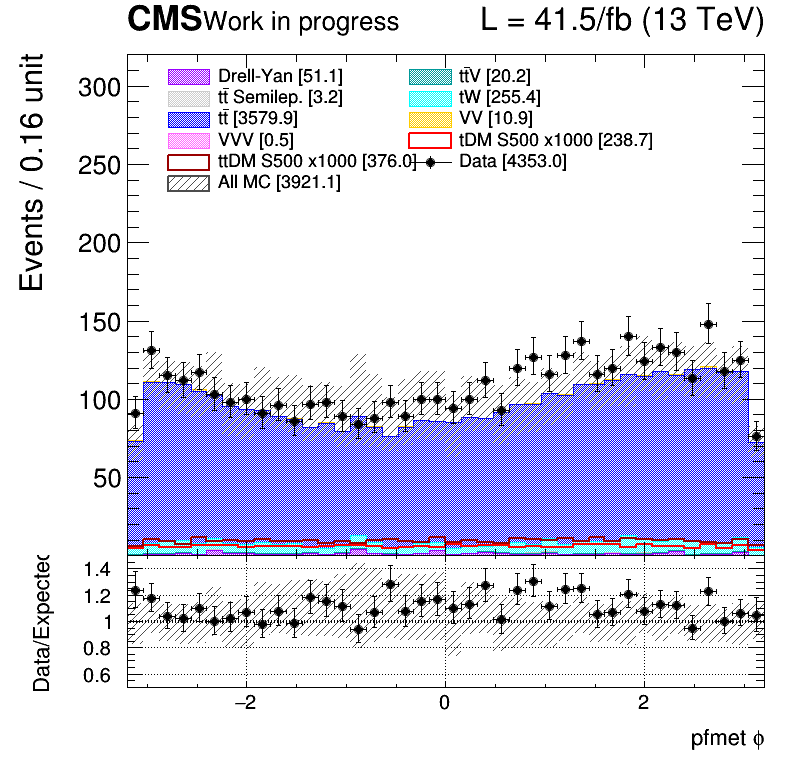 CMS Work in progress L = 41.5/fb (13 TeV)
Events / 0.16 unit
300
250
200
150
100
50
Drell-Yan [51.1]
tt̄V [20.2]
tt̄ Semilep. [3.2]
tW [255.4]
tt̄ [3579.9]
VV [10.9]
VVV [0.5]
tDM S500 x1000 [238.7]
ttDM S500 x1000 [376.0]
Data [4353.0]
All MC [3921.1]
Data/Expected
1.4
1.2
1
0.8
0.6
−2 0 2
pfmet ϕ